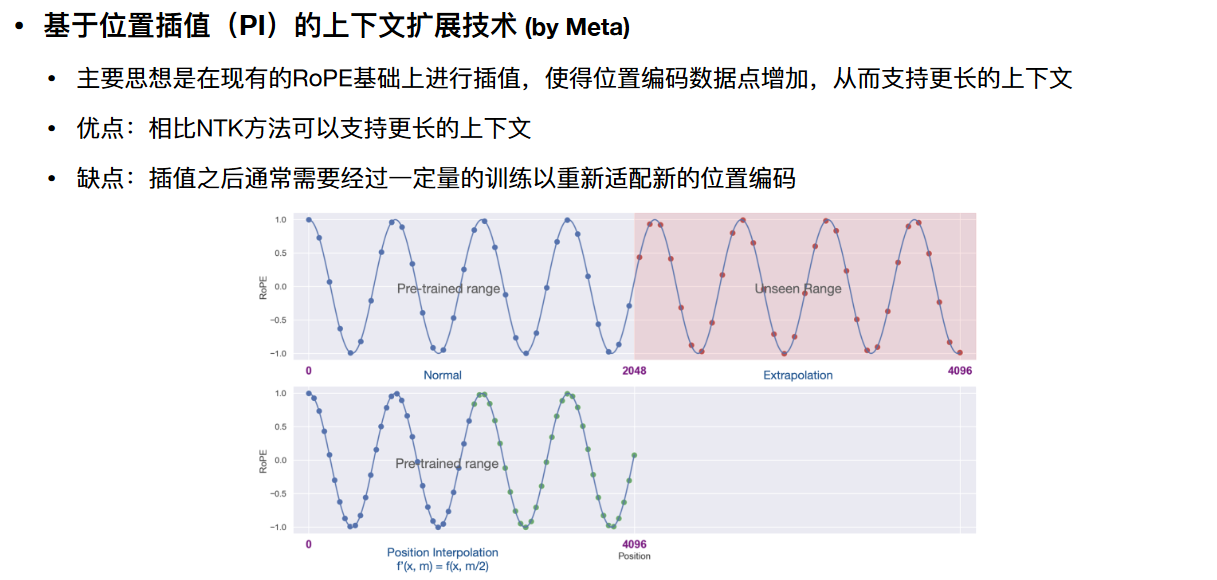 • 基于位置插值（PI）的上下文扩展技术 (by Meta)
• 主要思想是在现有的RoPE基础上进行插值，使得位置编码数据点增加，从而支持更长的上下文
• 优点：相比NTK方法可以支持更长的上下文
• 缺点：插值之后通常需要经过一定量的训练以重新适配新的位置编码
1.0
0.5
0.0
−0.5
−1.0
RoPE
Pre-trained range
Unseen Range
0
2048
4096
Normal
Extrapolation
1.0
0.5
0.0
−0.5
−1.0
RoPE
Pre-trained range
0
4096
Position Interpolation
Position
f'(x, m) = f(x, m/2)